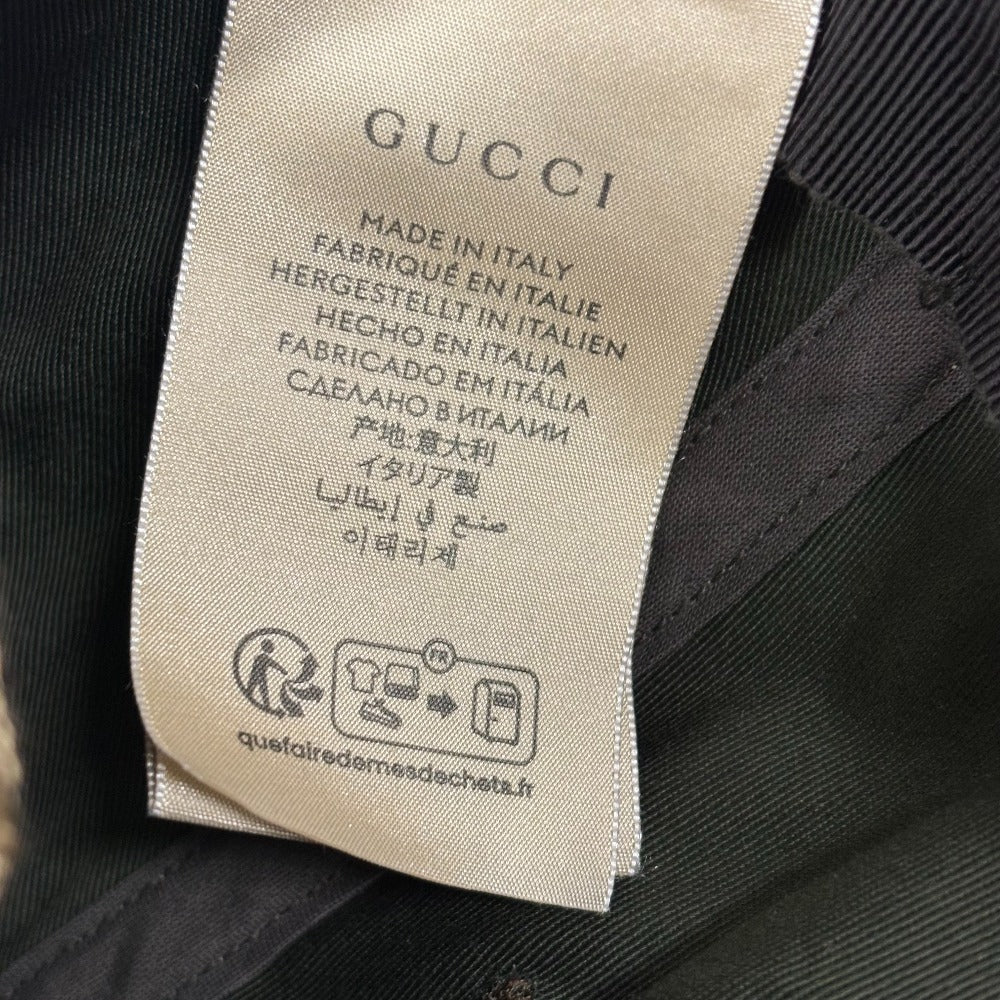 GUCCI
MADE IN ITALY
FABRIQUÉ EN ITALIE
HERGESTELLT IN ITALIEN
HECHO EN ITALIA
FABRICADO EM ITÁLIA
СДЕЛАНО В ИТАЛИИ
产地:意大利
イタリア製
صنع في إيطاليا
이태리제
FR
quefairedemesdechets.fr